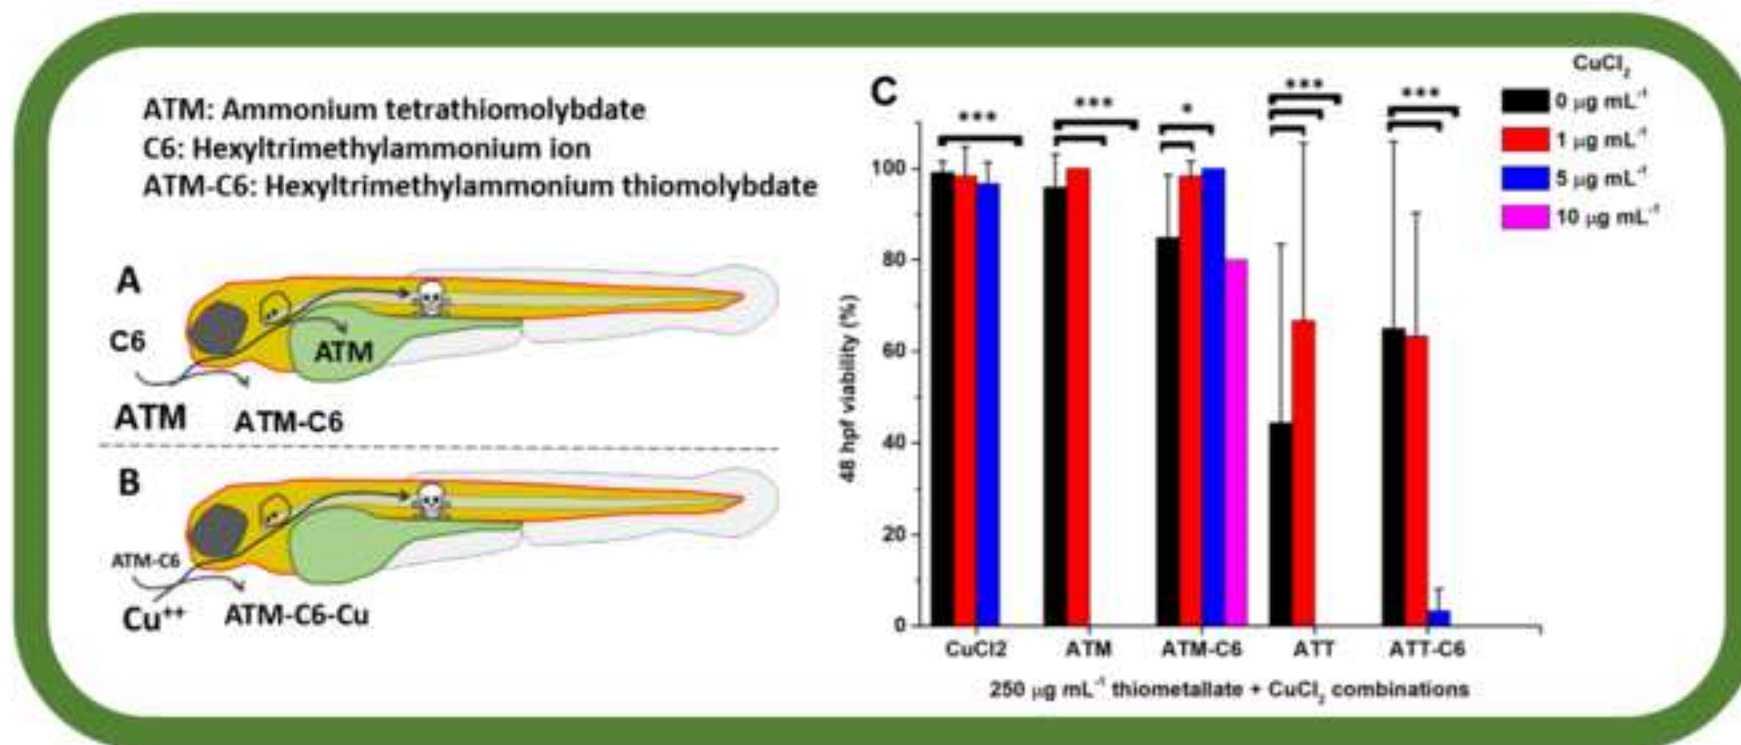 ATM: Ammonium tetrathiomolybdate
C6: Hexyltrimethylammonium ion
ATM-C6: Hexyltrimethylammonium thiomolybdate
A
C6
ATM
ATM
ATM-C6
B
ATM-C6
Cu⁺⁺
ATM-C6-Cu
C
CuCl₂
0 μg mL⁻¹
1 μg mL⁻¹
5 μg mL⁻¹
10 μg mL⁻¹
***
***
*
***
***
48 hpf viability (%)
100
80
60
40
20
0
CuCl2
ATM
ATM-C6
ATT
ATT-C6
250 μg mL⁻¹ thiometallate + CuCl₂ combinations